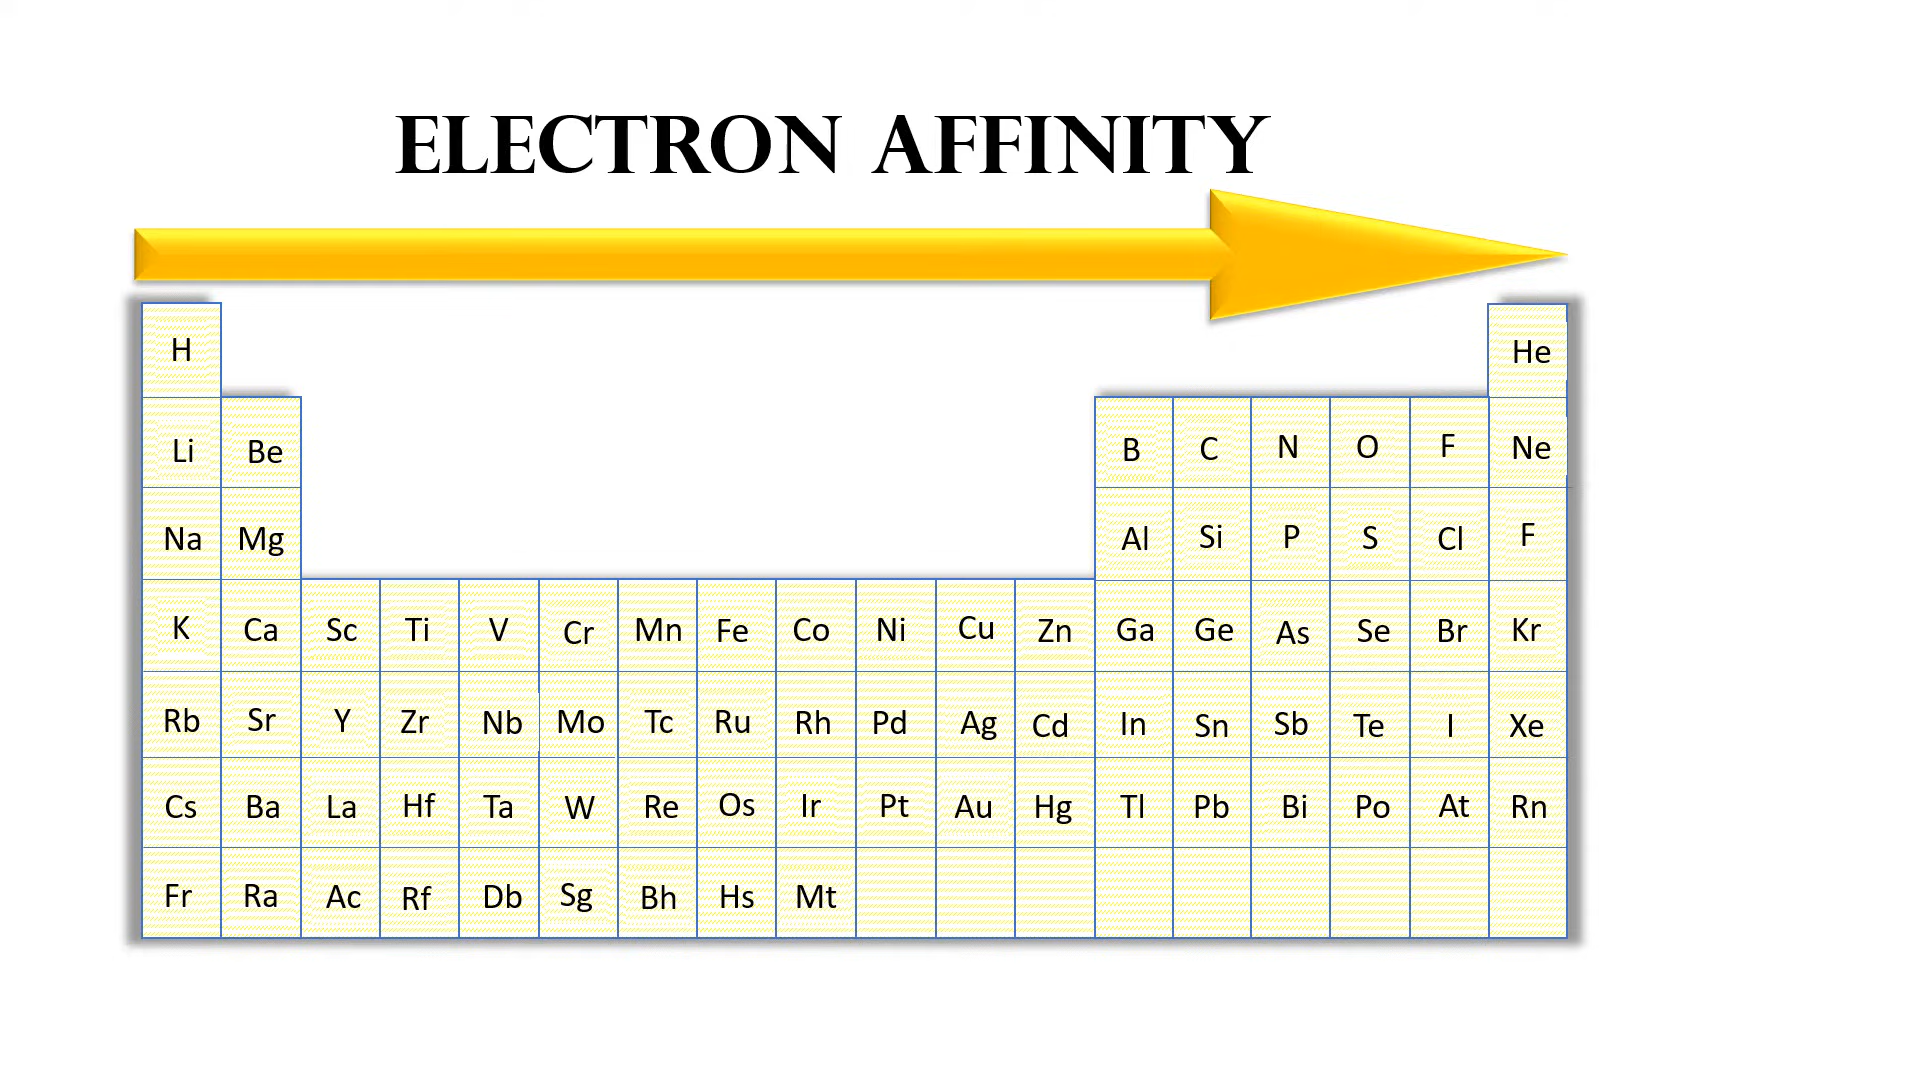 ELECTRON AFFINITY
H He
Li Be B C N O F Ne
Na Mg Al Si P S Cl F
K Ca Sc Ti V Cr Mn Fe Co Ni Cu Zn Ga Ge As Se Br Kr
Rb Sr Y Zr Nb Mo Tc Ru Rh Pd Ag Cd In Sn Sb Te I Xe
Cs Ba La Hf Ta W Re Os Ir Pt Au Hg Tl Pb Bi Po At Rn
Fr Ra Ac Rf Db Sg Bh Hs Mt